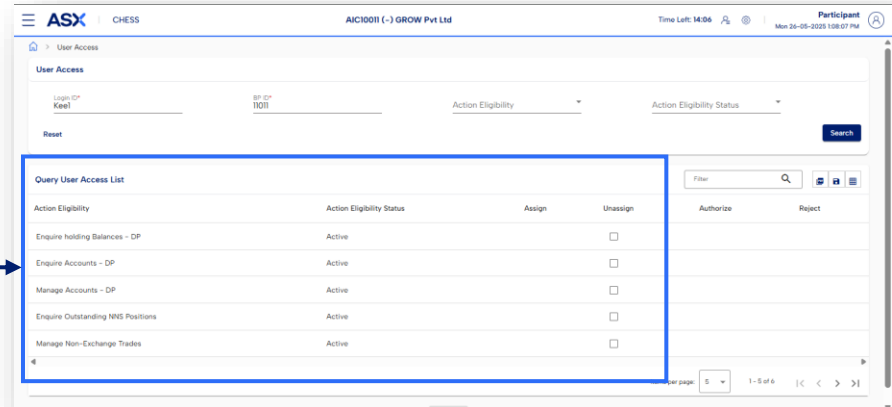 ASX CHESS AIC10011 (-) GROW Pvt Ltd Time Left: 14:06 Participant
Mon 26-05-2025 1:08:07 PM
> User Access
User Access
Login ID* BP ID*
Keel 11011 Action Eligibility Action Eligibility Status
Reset Search
Query User Access List Filter
Action Eligibility Action Eligibility Status Assign Unassign Authorize Reject
Enquire holding Balances - DP Active
Enquire Accounts - DP Active
Manage Accounts - DP Active
Enquire Outstanding NNS Positions Active
Manage Non-Exchange Trades Active
per page: 5 1 - 5 of 6